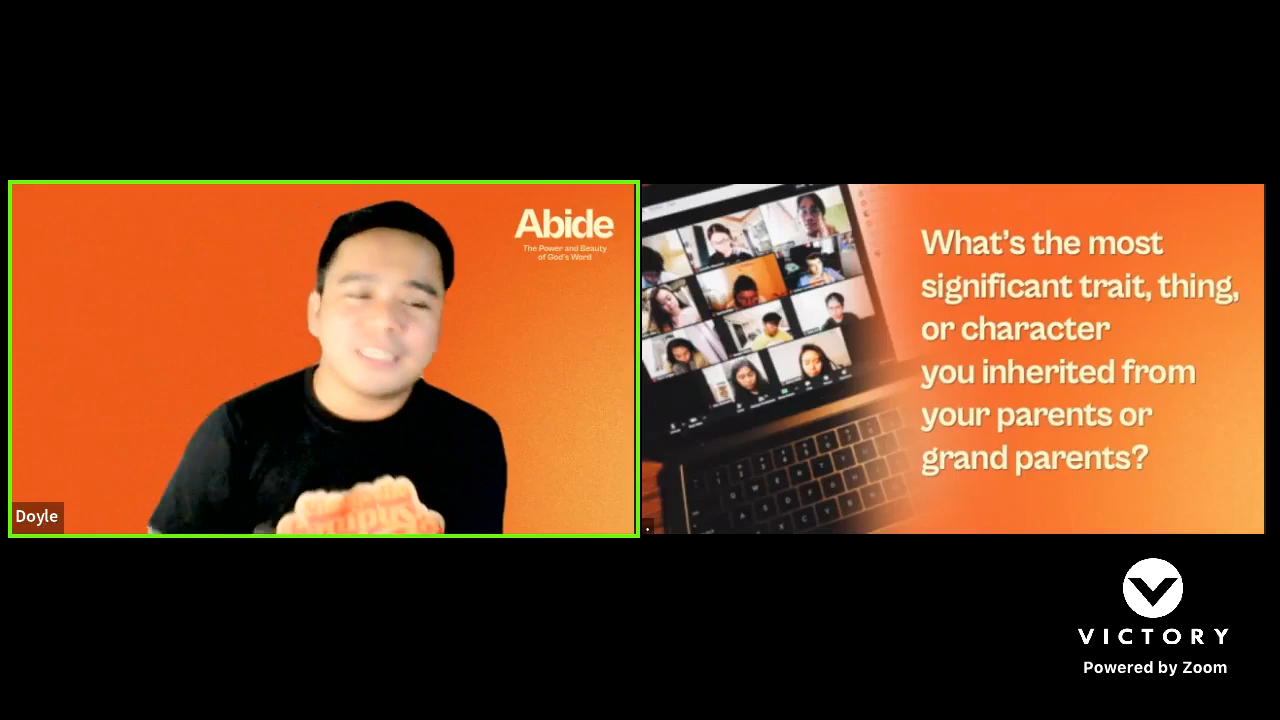 Abide
The Power and Beauty
of God's Word
Doyle
What's the most
significant trait, thing,
or character
you inherited from
your parents or
grand parents?
VICTORY
Powered by Zoom